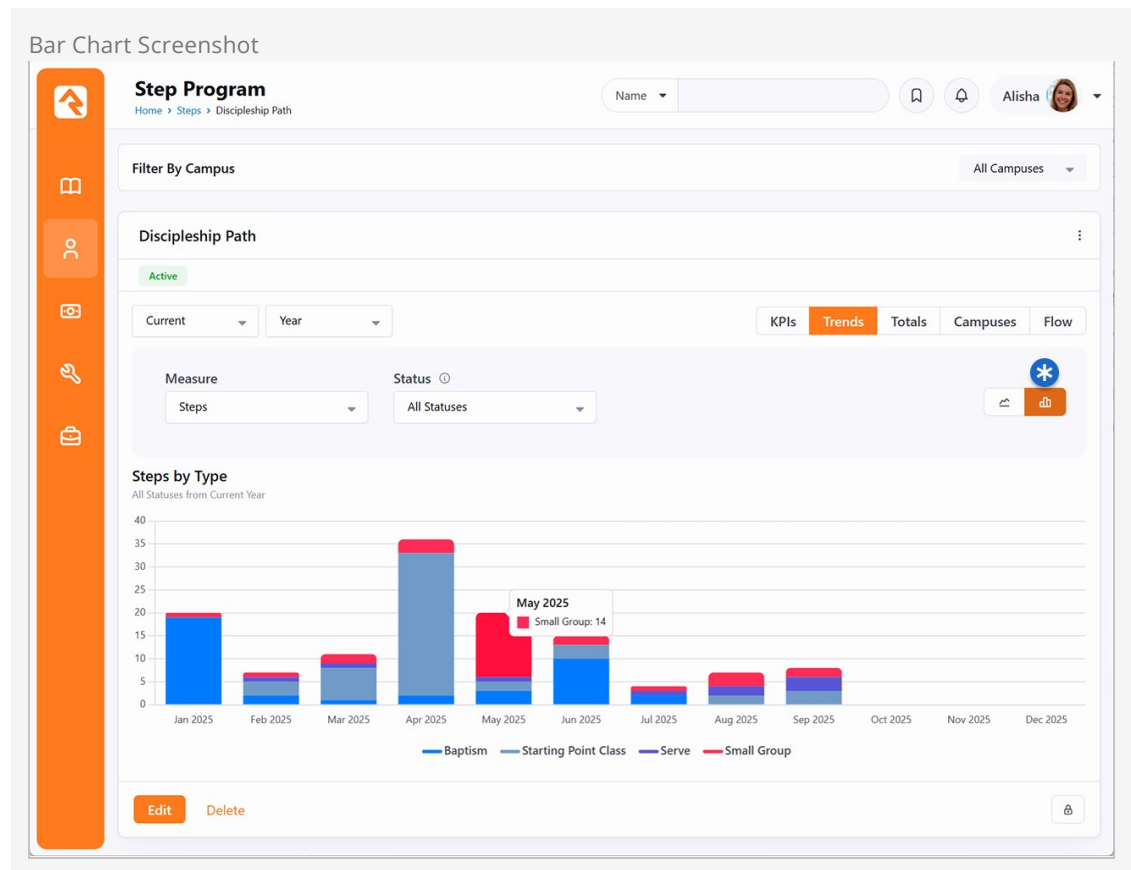 Bar Chart Screenshot
Step Program
Home > Steps > Discipleship Path
Name
Alisha
Filter By Campus
All Campuses
Discipleship Path
Active
Current
Year
KPIs
Trends
Totals
Campuses
Flow
Measure
Status
Steps
All Statuses
Steps by Type
All Statuses from Current Year
40
35
30
25
20
15
10
5
0
May 2025
Small Group: 14
Jan 2025
Feb 2025
Mar 2025
Apr 2025
May 2025
Jun 2025
Jul 2025
Aug 2025
Sep 2025
Oct 2025
Nov 2025
Dec 2025
Baptism
Starting Point Class
Serve
Small Group
Edit
Delete